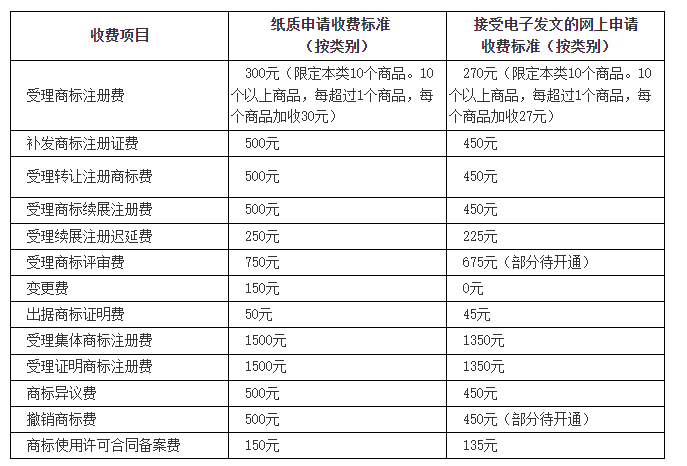 收费项目
纸质申请收费标准
（按类别）
接受电子发文的网上申请
收费标准（按类别）
受理商标注册费
300元（限定本类10个商品。10
个以上商品，每超过1个商品，每
个商品加收30元）
270元（限定本类10个商品。10
个以上商品，每超过1个商品，每
个商品加收27元）
补发商标注册证费
500元
450元
受理转让注册商标费
500元
450元
受理商标续展注册费
500元
450元
受理续展注册迟延费
250元
225元
受理商标评审费
750元
675元（部分待开通）
变更费
150元
0元
出据商标证明费
50元
45元
受理集体商标注册费
1500元
1350元
受理证明商标注册费
1500元
1350元
商标异议费
500元
450元
撤销商标费
500元
450元（部分待开通）
商标使用许可合同备案费
150元
135元